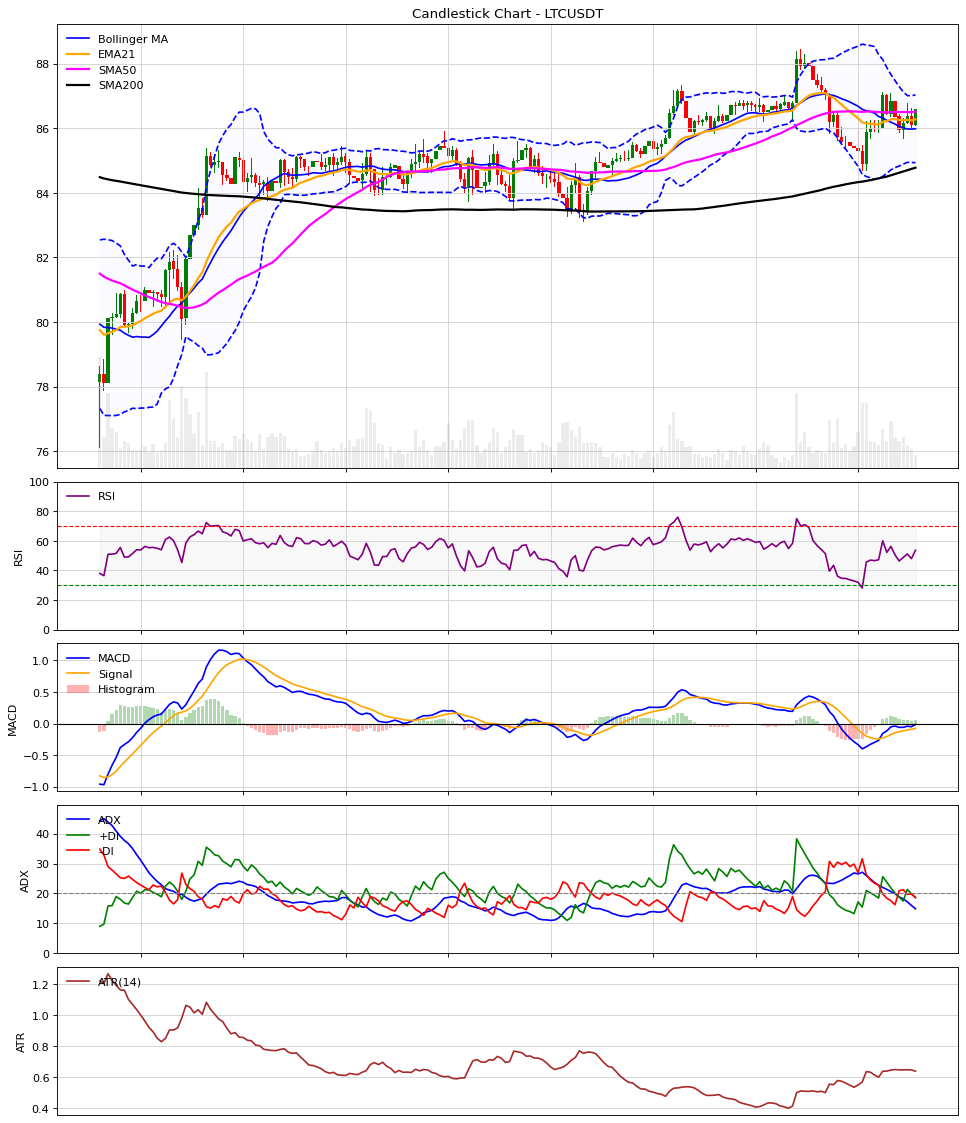 Candlestick Chart - LTCUSDT
Bollinger MA
EMA21
SMA50
SMA200
88
86
84
82
80
78
76
RSI
100
80
60
40
20
0
RSI
MACD
Signal
Histogram
1.0
0.5
0.0
−0.5
−1.0
MACD
ADX
+DI
-DI
40
30
20
10
0
ADX
ATR(14)
1.2
1.0
0.8
0.6
0.4
ATR